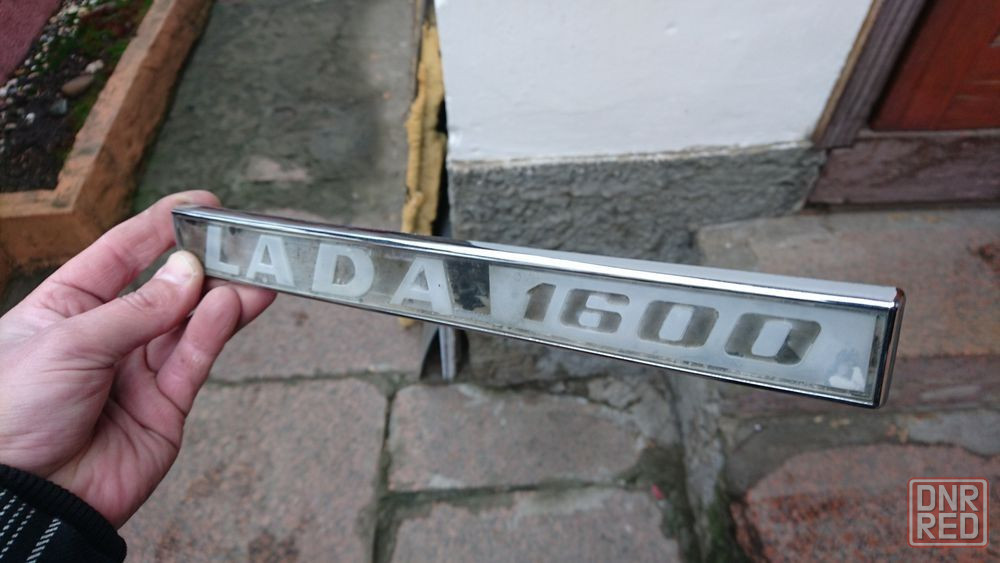 LADA 1600
DNR
RED